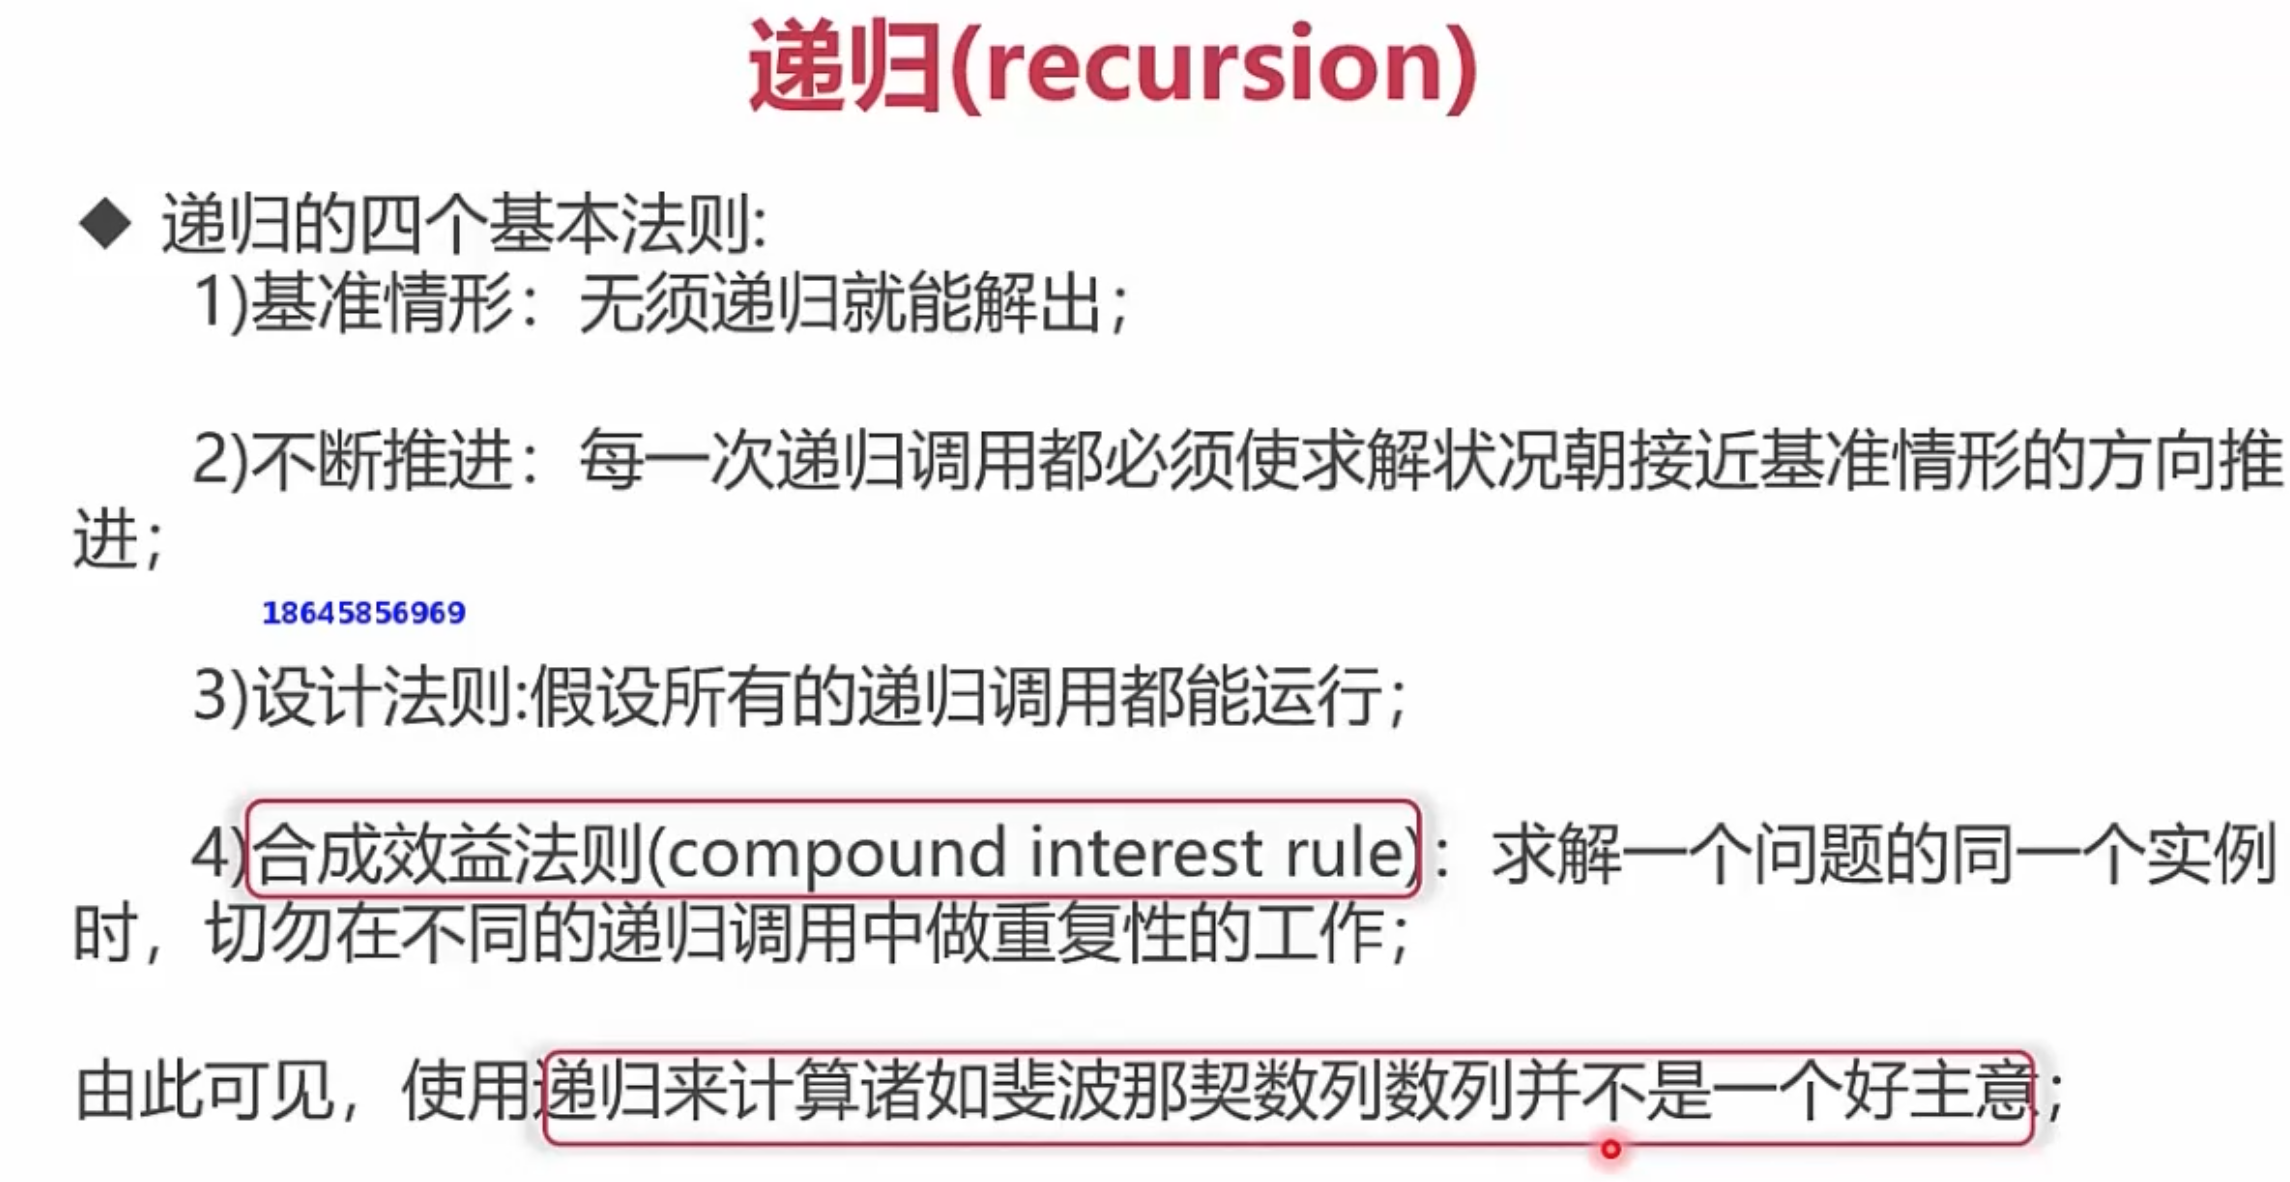 递归(recursion)
◆ 递归的四个基本法则:
1)基准情形：无须递归就能解出；
2)不断推进：每一次递归调用都必须使求解状况朝接近基准情形的方向推
进；
18645856969
3)设计法则:假设所有的递归调用都能运行；
4)合成效益法则(compound interest rule)：求解一个问题的同一个实例
时，切勿在不同的递归调用中做重复性的工作；
由此可见，使用递归来计算诸如斐波那契数列数列并不是一个好主意；